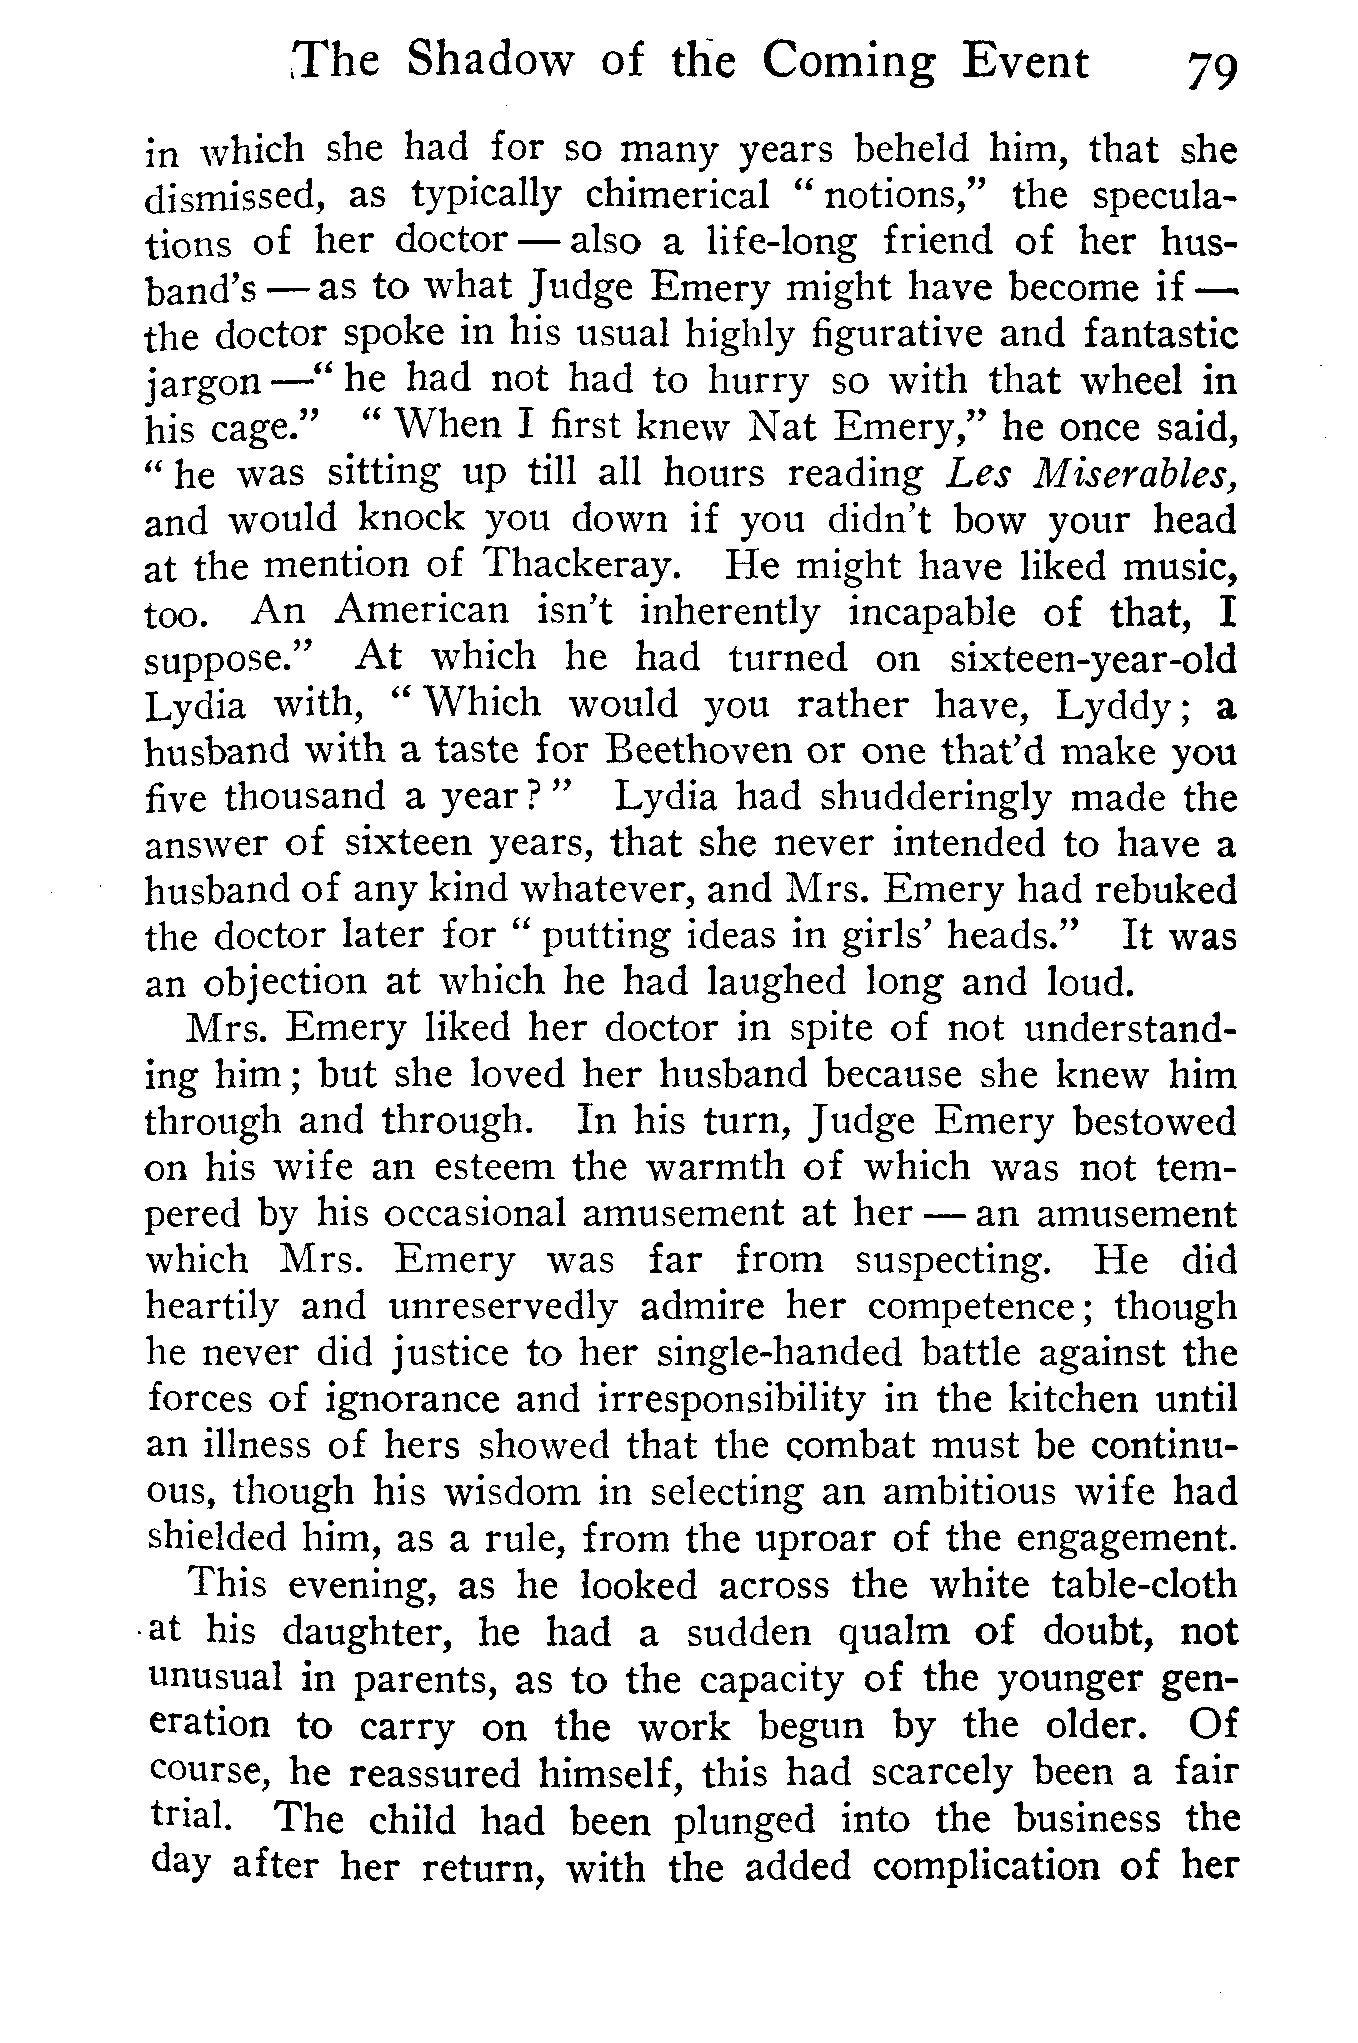 The Shadow of the Coming Event 79
in which she had for so many years beheld him, that she
dismissed, as typically chimerical “ notions,” the specula-
tions of her doctor — also a life-long friend of her hus-
band’s — as to what Judge Emery might have become if —
the doctor spoke in his usual highly figurative and fantastic
jargon —“ he had not had to hurry so with that wheel in
his cage.” “ When I first knew Nat Emery,” he once said,
“ he was sitting up till all hours reading Les Miserables,
and would knock you down if you didn’t bow your head
at the mention of Thackeray. He might have liked music,
too. An American isn’t inherently incapable of that, I
suppose.” At which he had turned on sixteen-year-old
Lydia with, “ Which would you rather have, Lyddy ; a
husband with a taste for Beethoven or one that’d make you
five thousand a year ? ” Lydia had shudderingly made the
answer of sixteen years, that she never intended to have a
husband of any kind whatever, and Mrs. Emery had rebuked
the doctor later for “ putting ideas in girls’ heads.” It was
an objection at which he had laughed long and loud.
Mrs. Emery liked her doctor in spite of not understand-
ing him ; but she loved her husband because she knew him
through and through. In his turn, Judge Emery bestowed
on his wife an esteem the warmth of which was not tem-
pered by his occasional amusement at her — an amusement
which Mrs. Emery was far from suspecting. He did
heartily and unreservedly admire her competence ; though
he never did justice to her single-handed battle against the
forces of ignorance and irresponsibility in the kitchen until
an illness of hers showed that the combat must be continu-
ous, though his wisdom in selecting an ambitious wife had
shielded him, as a rule, from the uproar of the engagement.
This evening, as he looked across the white table-cloth
at his daughter, he had a sudden qualm of doubt, not
unusual in parents, as to the capacity of the younger gen-
eration to carry on the work begun by the older. Of
course, he reassured himself, this had scarcely been a fair
trial. The child had been plunged into the business the
day after her return, with the added complication of her